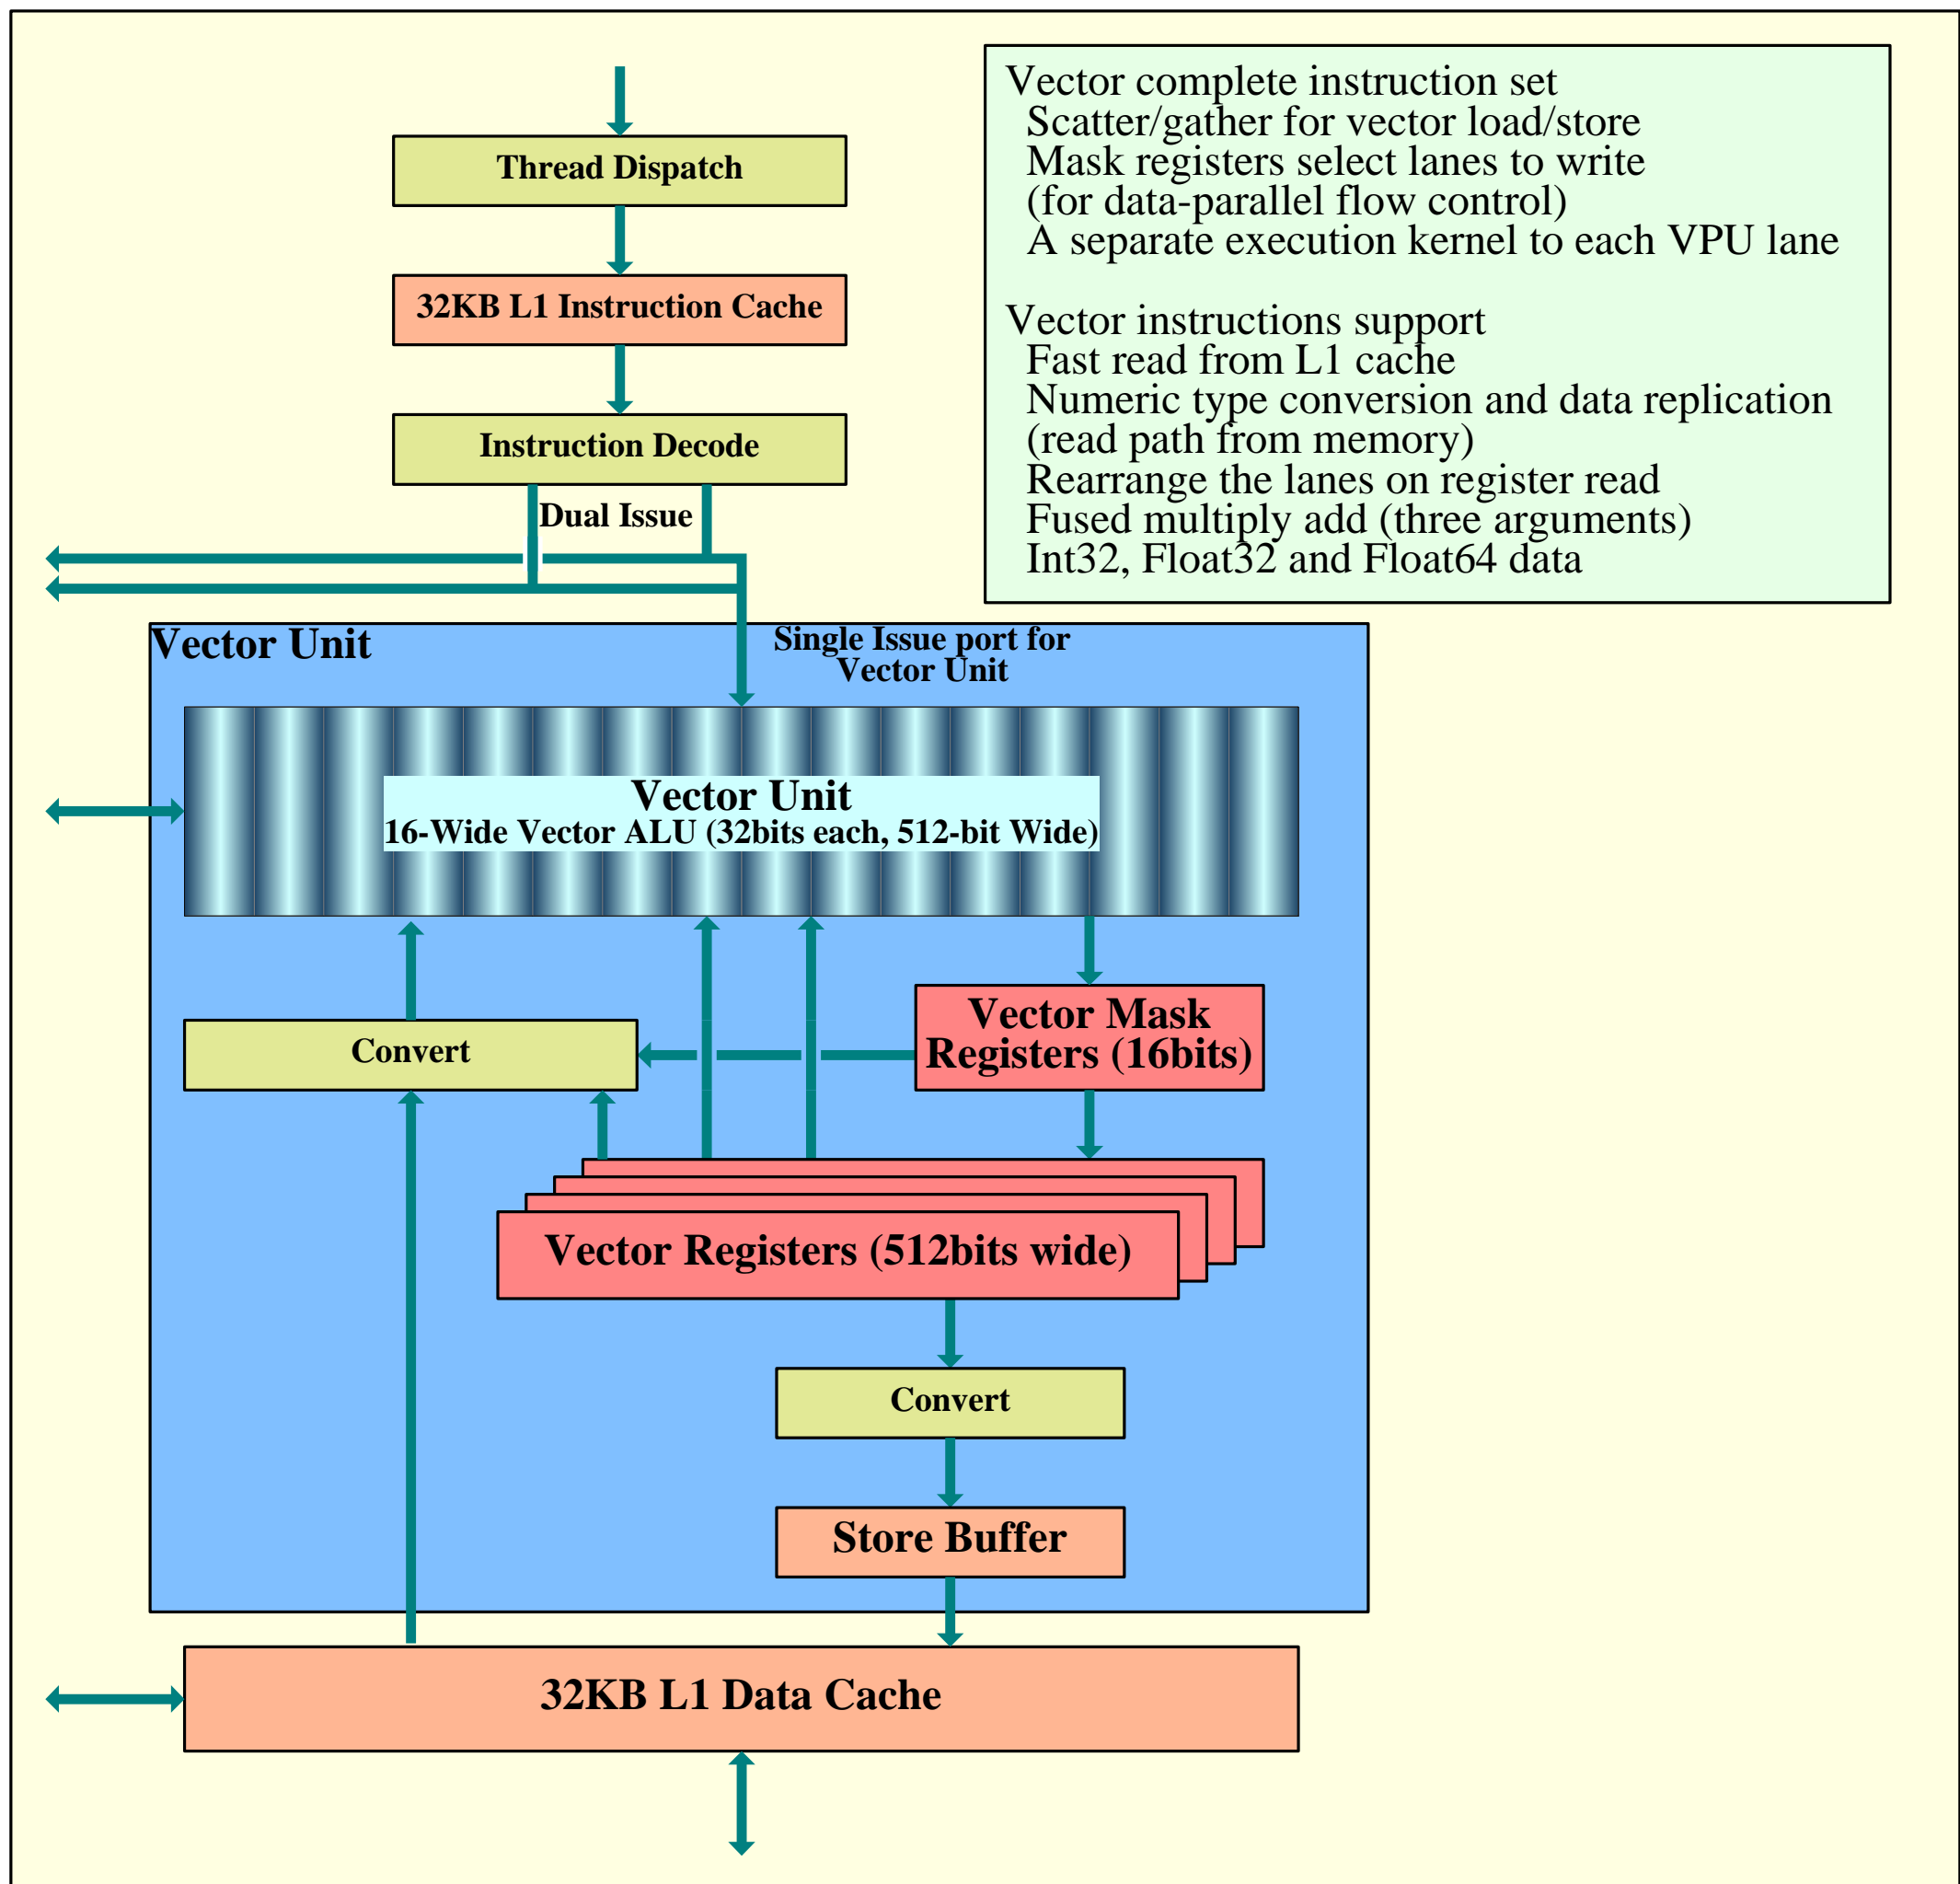 Thread Dispatch
32KB L1 Instruction Cache
Instruction Decode
Dual Issue
Vector complete instruction set
Scatter/gather for vector load/store
Mask registers select lanes to write
(for data-parallel flow control)
A separate execution kernel to each VPU lane
Vector instructions support
Fast read from L1 cache
Numeric type conversion and data replication
(read path from memory)
Rearrange the lanes on register read
Fused multiply add (three arguments)
Int32, Float32 and Float64 data
Vector Unit
Single Issue port for
Vector Unit
Vector Unit
16-Wide Vector ALU (32bits each, 512-bit Wide)
Convert
Vector Mask
Registers (16bits)
Vector Registers (512bits wide)
Convert
Store Buffer
32KB L1 Data Cache